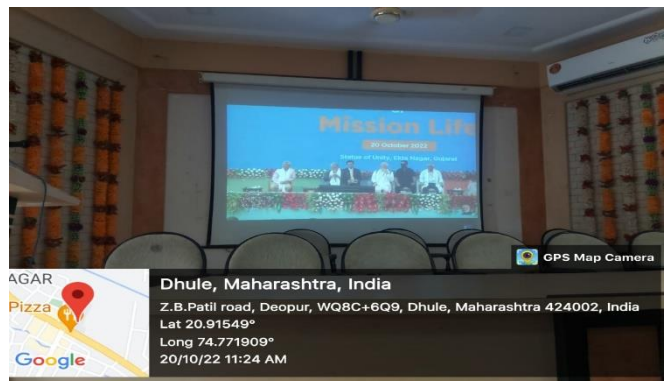 Mission Life
20 October 2022
Statue of Unity, Ekta Nagar, Gujarat
GPS Map Camera
AGAR
Pizza
Google
Dhule, Maharashtra, India
Z.B.Patil road, Deopur, WQ8C+6Q9, Dhule, Maharashtra 424002, India
Lat 20.91549°
Long 74.771909°
20/10/22 11:24 AM